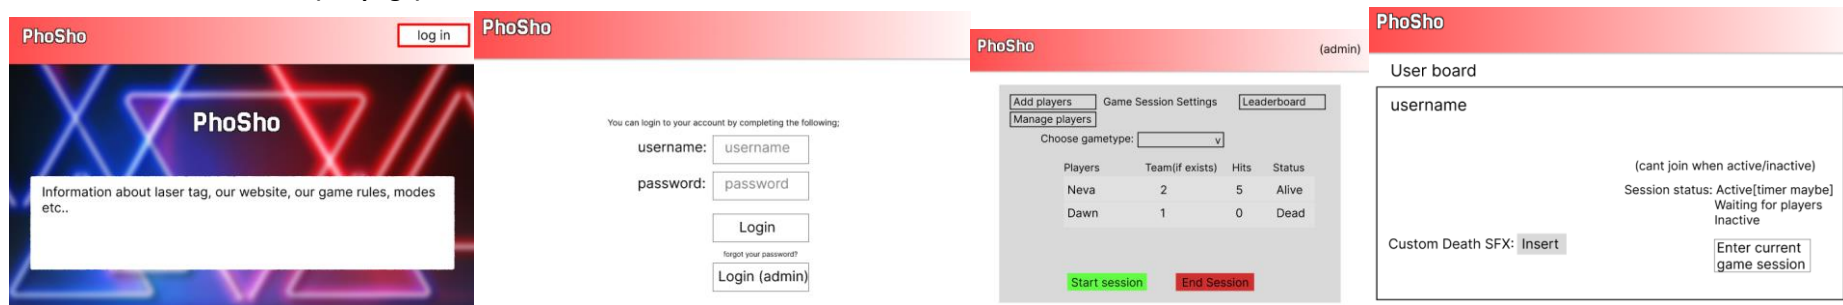 PhoSho
log in
PhoSho
Information about laser tag, our website, our game rules, modes
etc..
PhoSho
You can login to your account by completing the following;
username: username
password: password
Login
forgot your password?
Login (admin)
PhoSho
(admin)
Add players Game Session Settings Leaderboard
Manage players
Choose gametype: v
Players Team(if exists) Hits Status
Neva 2 5 Alive
Dawn 1 0 Dead
Start session End Session
PhoSho
User board
username
(cant join when active/inactive)
Session status: Active[timer maybe]
Waiting for players
Inactive
Custom Death SFX: Insert
Enter current
game session